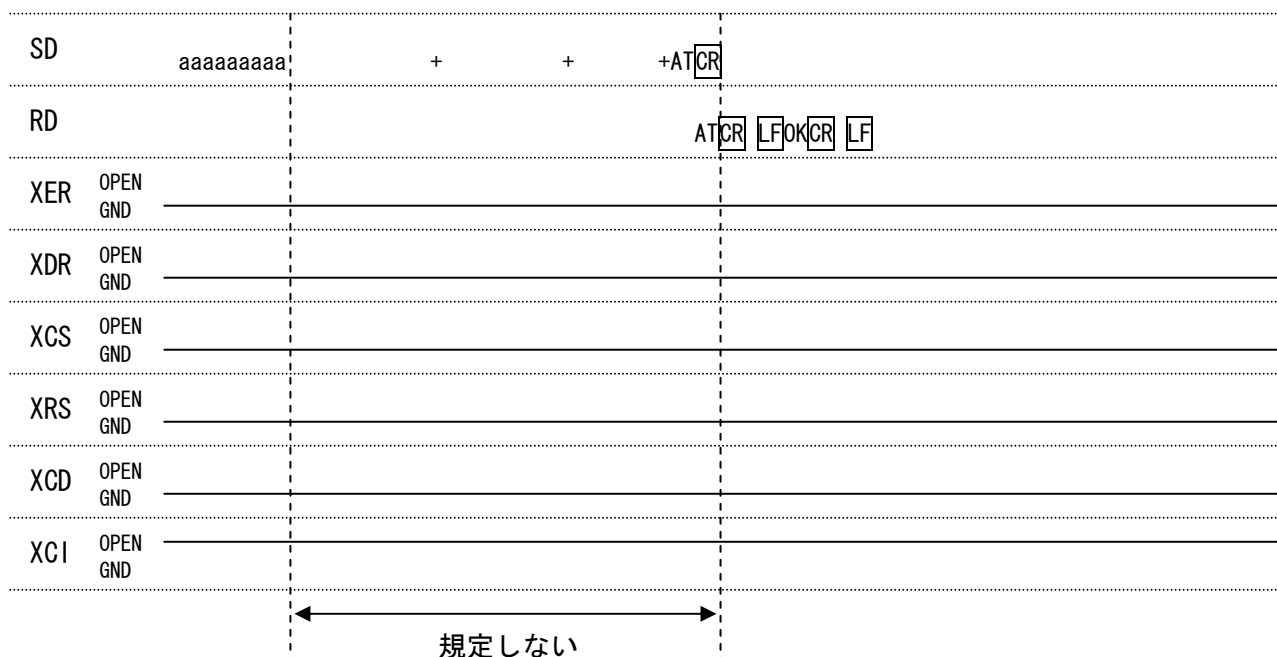 SD aaaaaaaaa + + +ATCR
RD ATCR LFOKCR LF
XER OPEN
GND
XDR OPEN
GND
XCS OPEN
GND
XRS OPEN
GND
XCD OPEN
GND
XCI OPEN
GND
規定しない